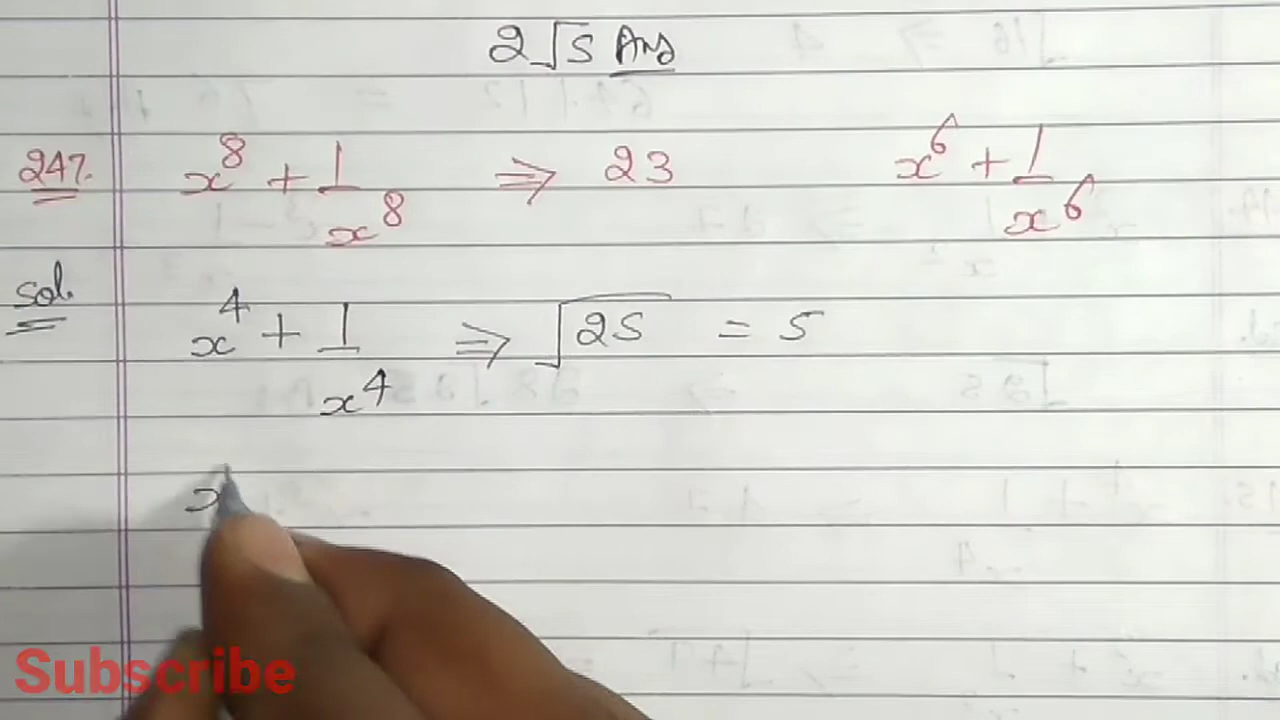 2√5 Ans
247. x⁸ + 1/x⁸ ⇒ 23 x⁶ + 1/x⁶
Sol. x⁴ + 1/x⁴ ⇒ √25 = 5
x
Subscribe